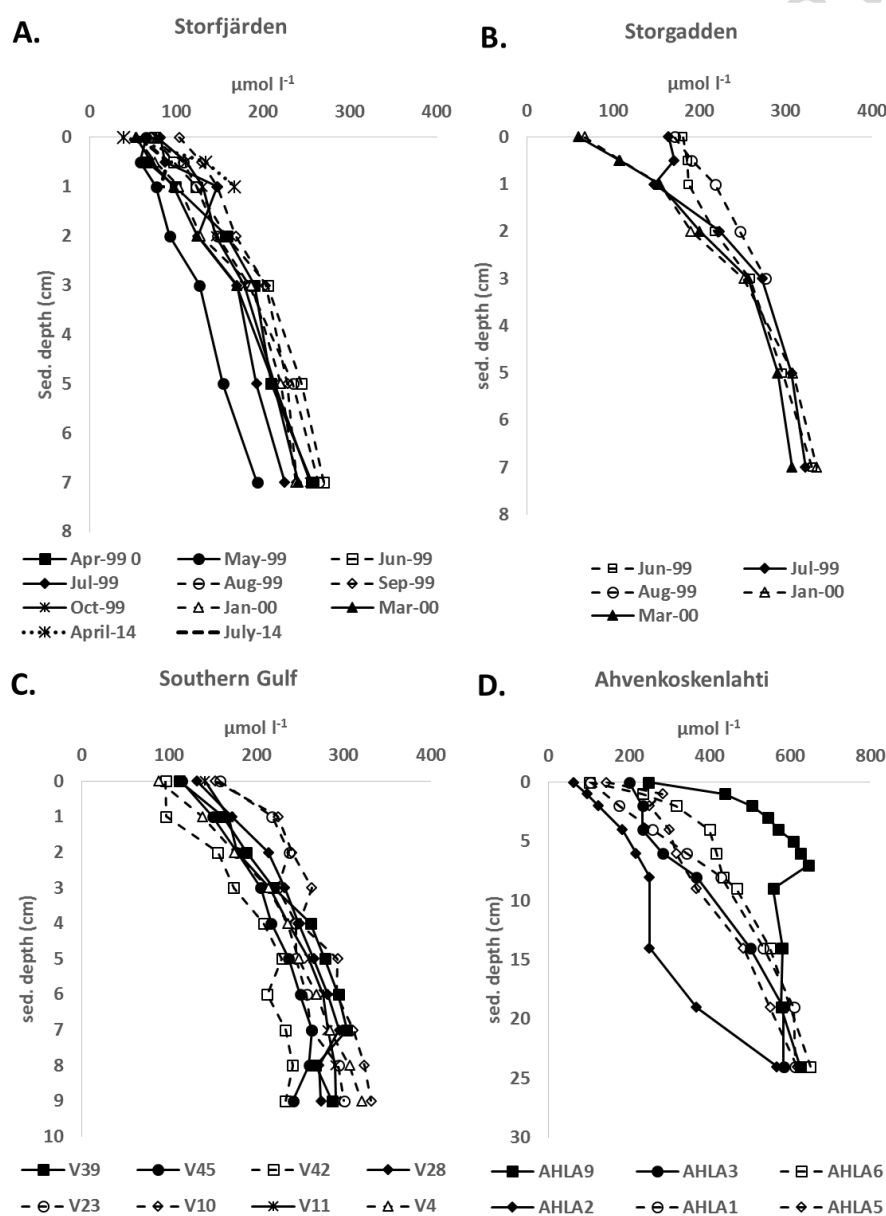 A.
Storfjärden
µmol l-1
0 100 200 300 400
0
1
2
3
4
5
6
7
8
Sed. depth (cm)
Apr-99 0 May-99 Jun-99
Jul-99 Aug-99 Sep-99
Oct-99 Jan-00 Mar-00
April-14 July-14
B.
Storgadden
µmol l-1
0 100 200 300 400
0
1
2
3
4
5
6
7
8
sed. depth (cm)
Jun-99 Jul-99
Aug-99 Jan-00
Mar-00
C.
Southern Gulf
µmol l-1
0 100 200 300 400
0
1
2
3
4
5
6
7
8
9
10
sed. depth (cm)
V39 V45 V42 V28
V23 V10 V11 V4
D.
Ahvenkoskenlahti
µmol l-1
0 200 400 600 800
0
5
10
15
20
25
30
sed. depth (cm)
AHLA9 AHLA3 AHLA6
AHLA2 AHLA1 AHLA5